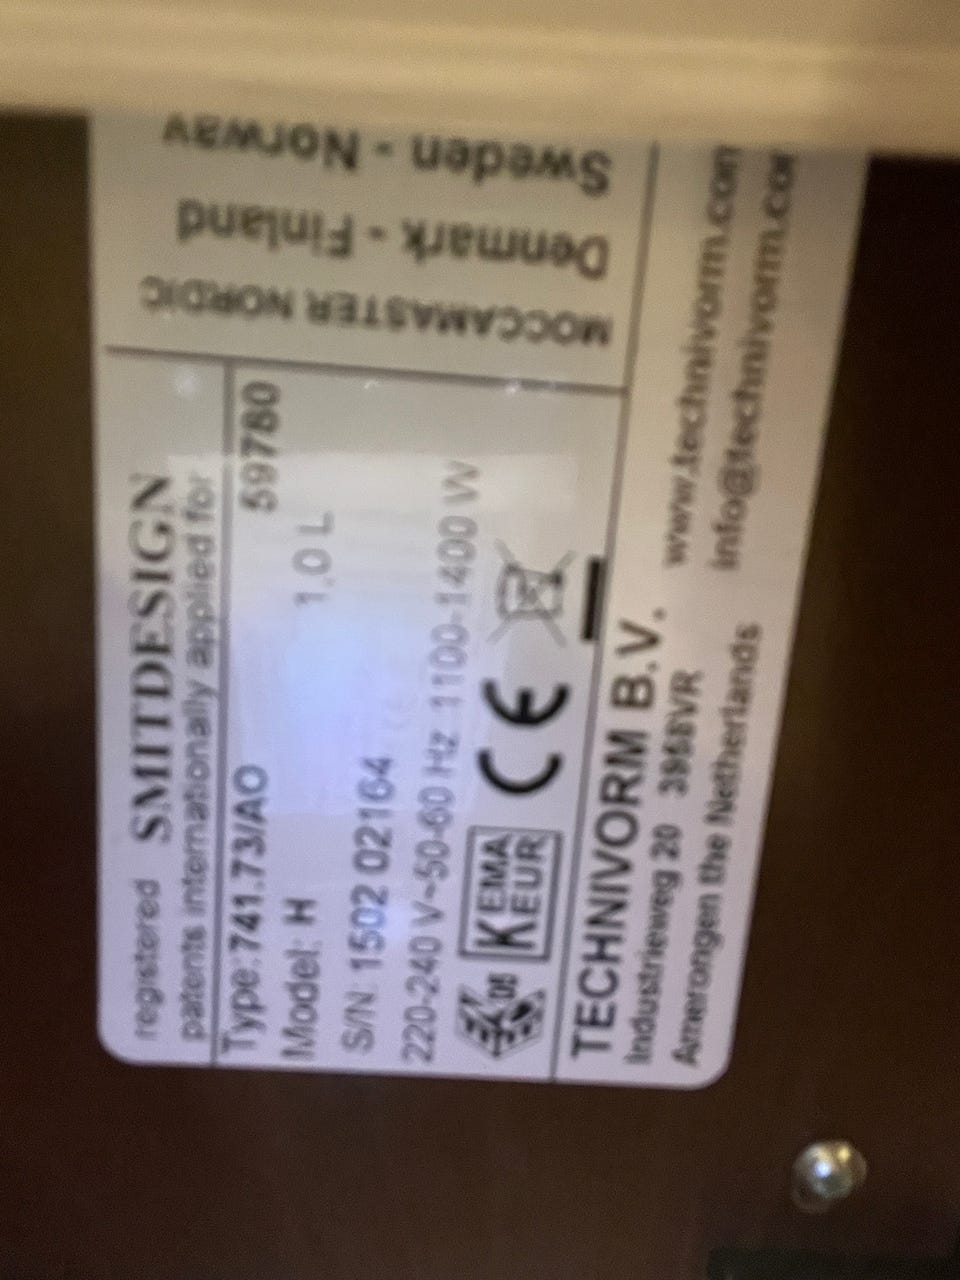 registered SMITDESIGN
patents internationally applied for
Type:741.73/AO 59780
Model: H 1,0 L
S/N: 1502 02164
220-240 V~50-60 Hz 1100-1400 W
05 KEMA
KEUR CE
TECHNIVORM B.V.
Industrieweg 20 3958VR www.technivorm.com
Amerongen the Netherlands info@technivorm.com
MOCCAMASTER NORDIC
Denmark - Finland
Sweden - Norway